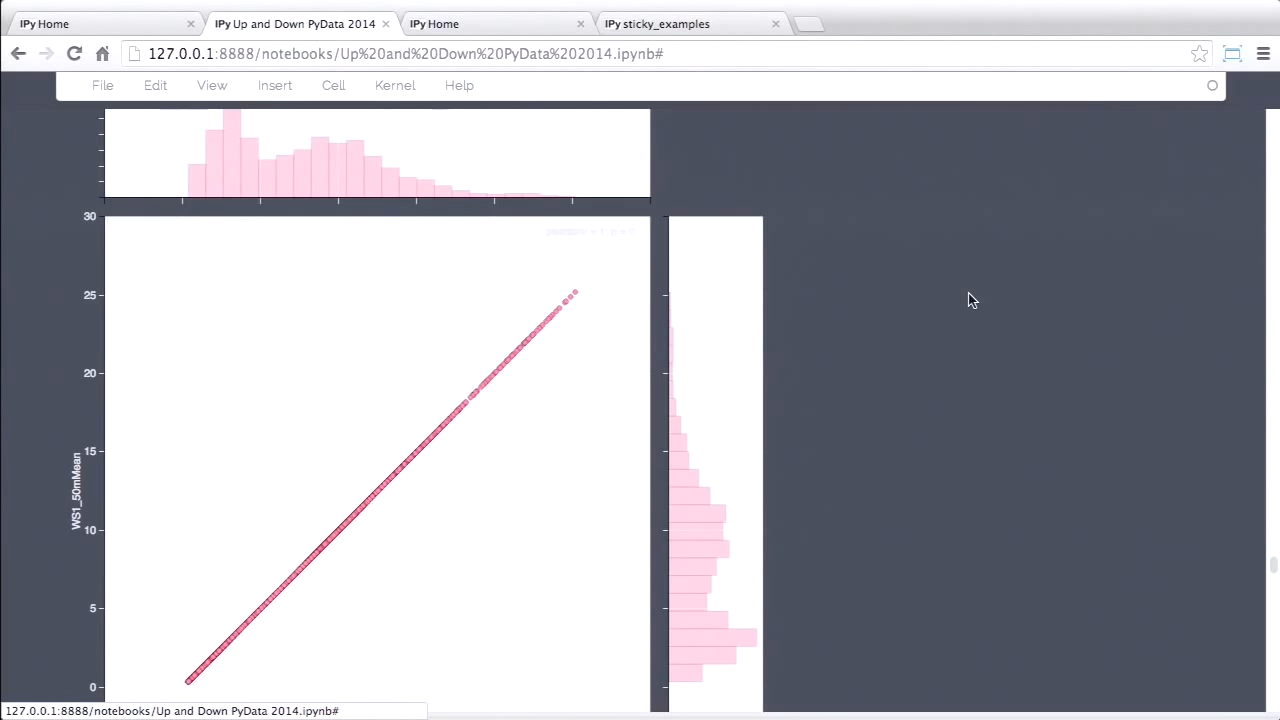 IPy Home
IPy Up and Down PyData 2014
IPy Home
IPy sticky_examples
127.0.0.1:8888/notebooks/Up%20and%20Down%20PyData%202014.ipynb#
File Edit View Insert Cell Kernel Help
30
25
20
15
10
5
0
WS1_50mMean
127.0.0.1:8888/notebooks/Up and Down PyData 2014.ipynb#